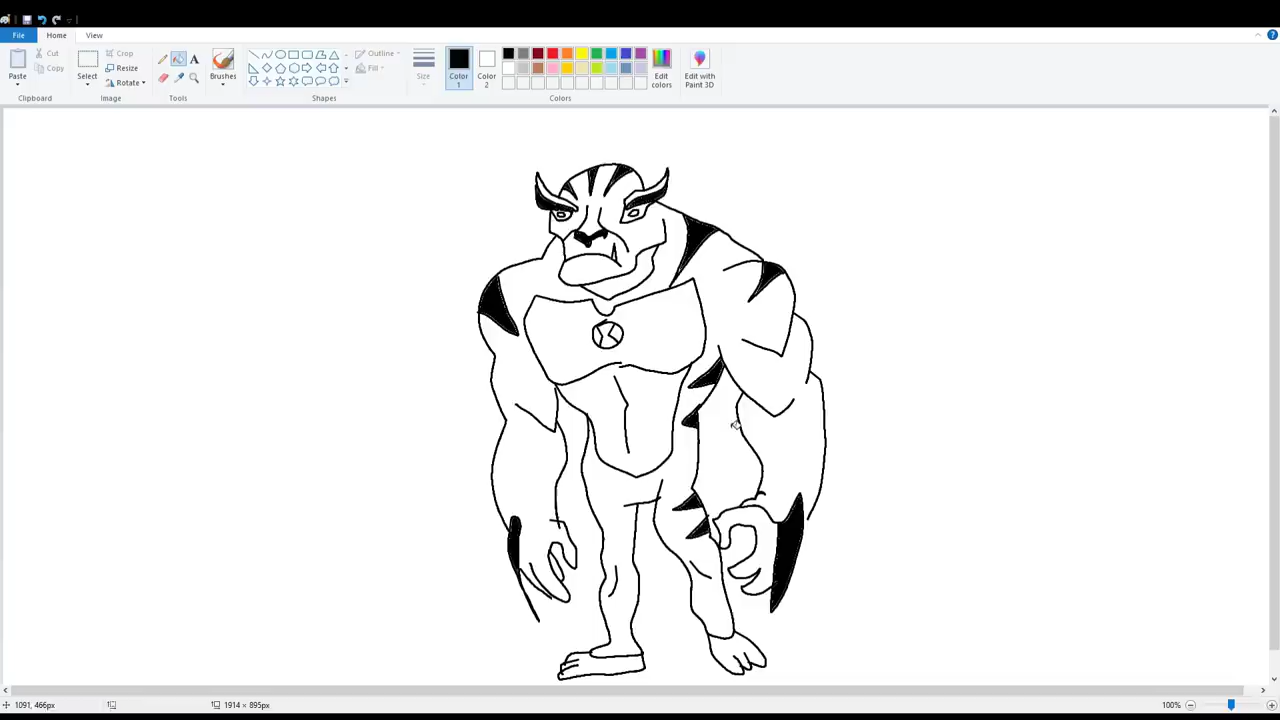 File Home View
Cut Crop Outline
Paste Copy Select Resize Brushes Fill Size Color Color Edit Edit with
Rotate 1 2 colors Paint 3D
Clipboard Image Tools Shapes Colors
1091, 466px 1914 × 895px 100%